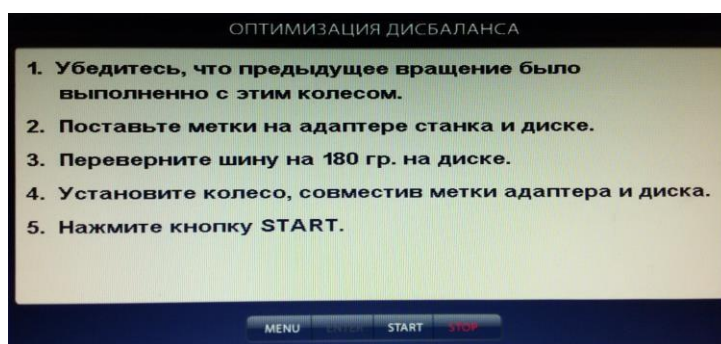 ОПТИМИЗАЦИЯ ДИСБАЛАНСА
1. Убедитесь, что предыдущее вращение было
выполненно с этим колесом.
2. Поставьте метки на адаптере станка и диске.
3. Переверните шину на 180 гр. на диске.
4. Установите колесо, совместив метки адаптера и диска.
5. Нажмите кнопку START.
MENU ENTER START STOP